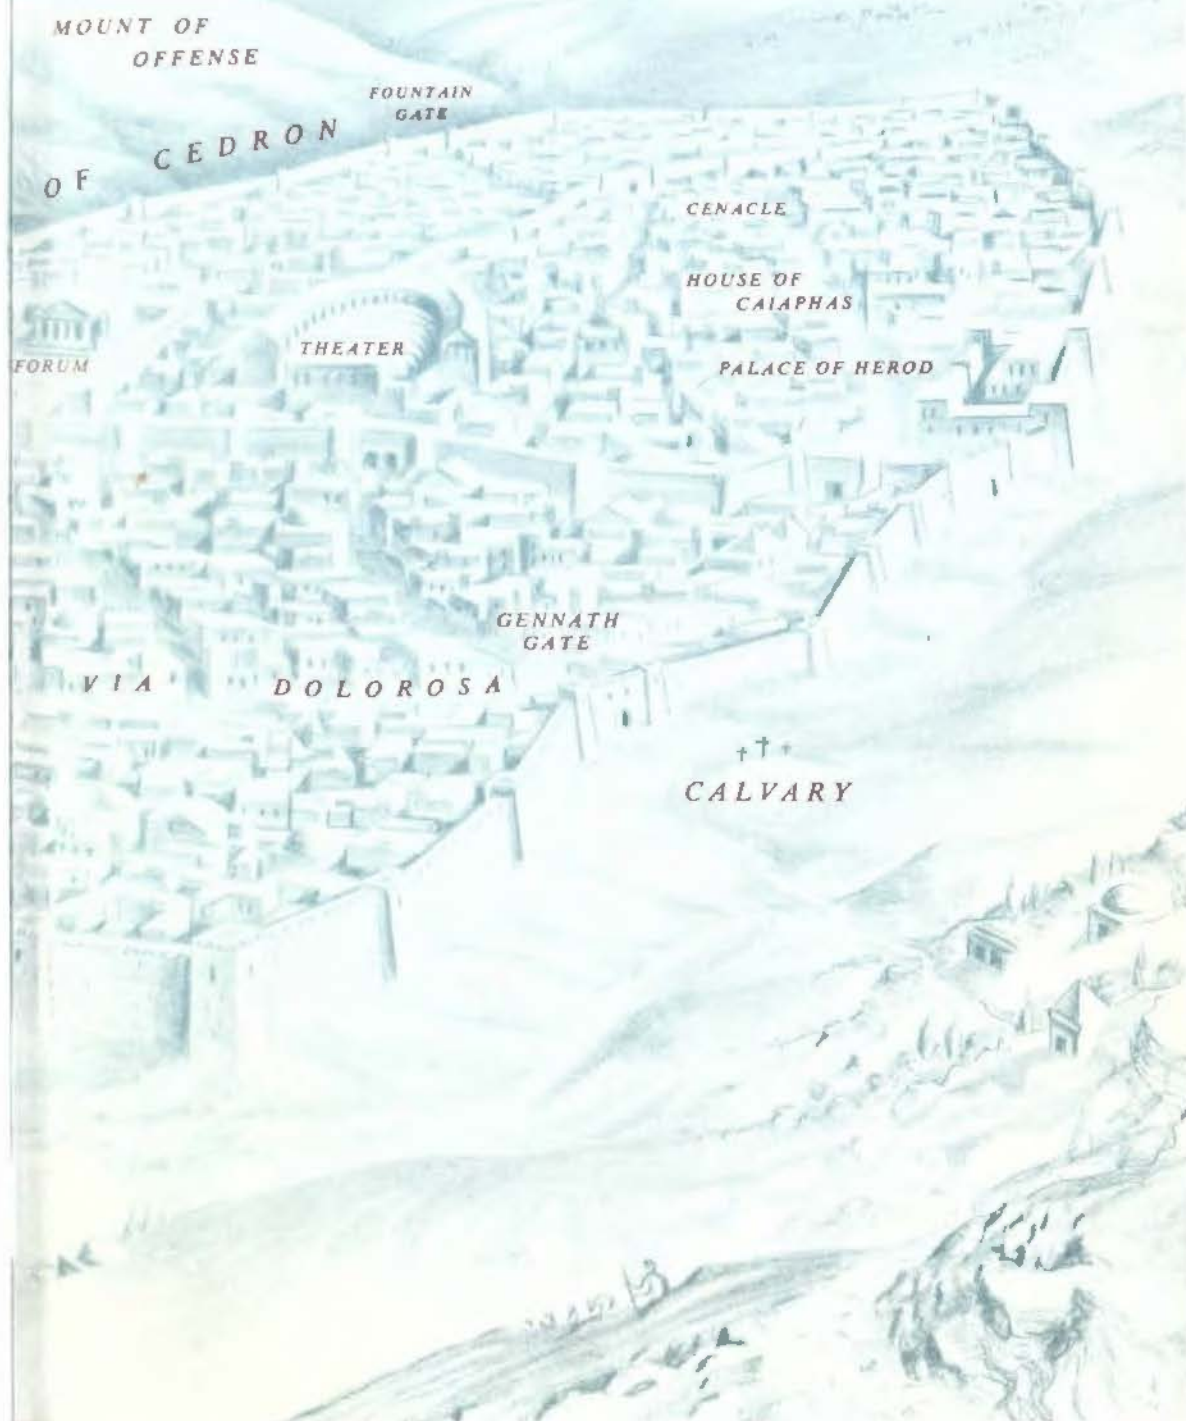 MOUNT OF
OFFENSE
FOUNTAIN
GATE
OF CEDRON
CENACLE
HOUSE OF
CAIAPHAS
THEATER
FORUM
PALACE OF HEROD
GENNATH
GATE
VIA DOLOROSA
CALVARY